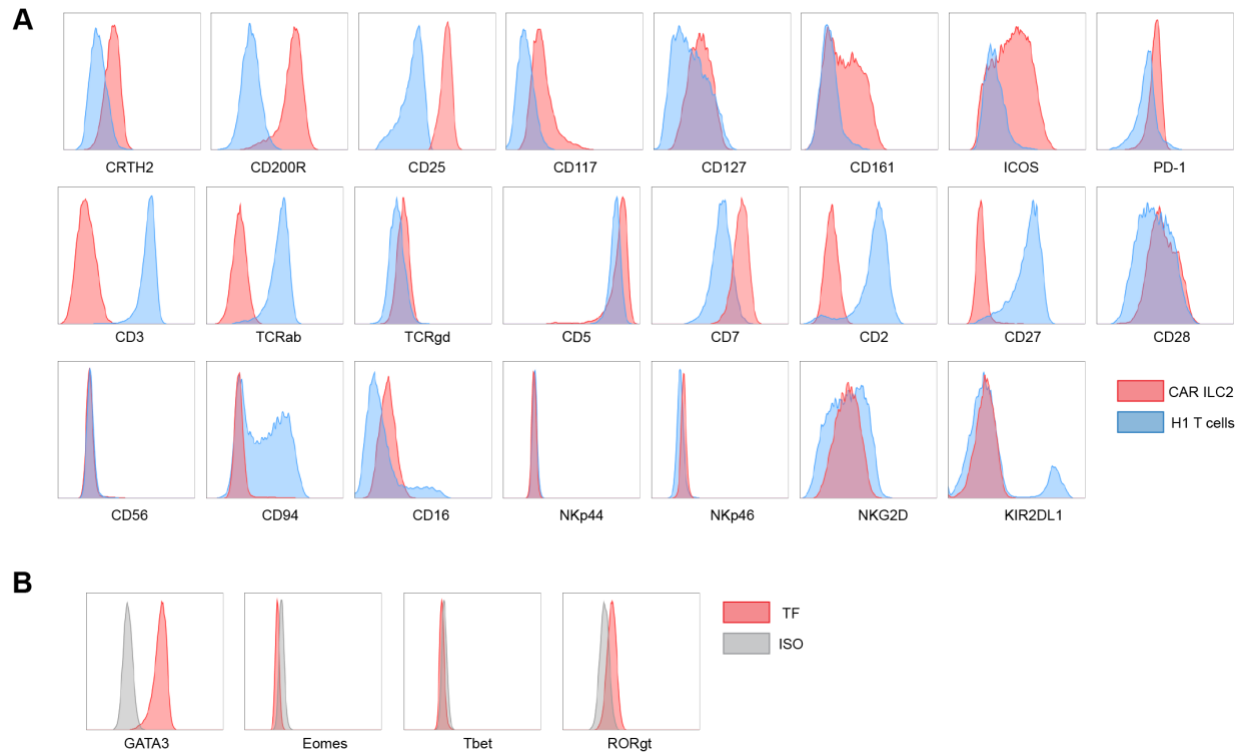 A
CRTH2 CD200R CD25 CD117 CD127 CD161 ICOS PD-1
CD3 TCRab TCRgd CD5 CD7 CD2 CD27 CD28
CAR ILC2
H1 T cells
CD56 CD94 CD16 NKp44 NKp46 NKG2D KIR2DL1
B
TF
ISO
GATA3 Eomes Tbet RORgt